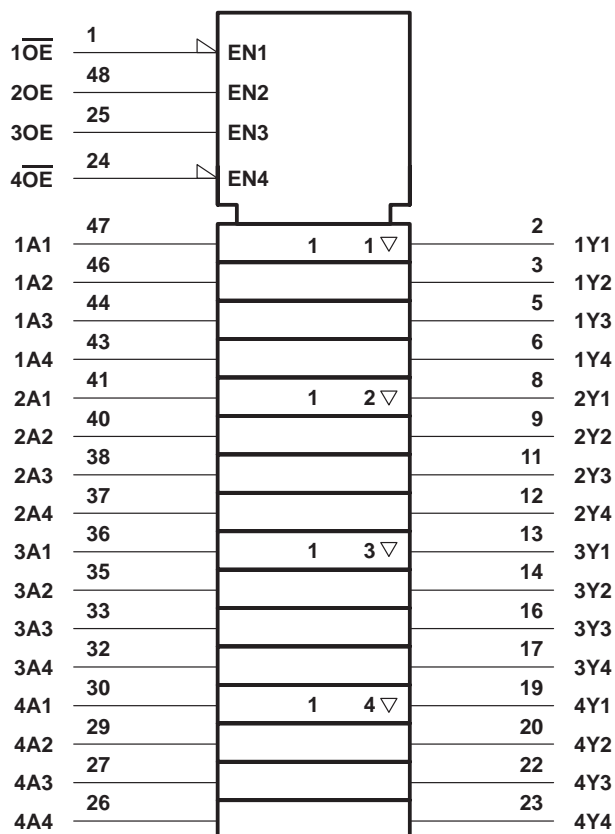 1O̅E̅ 1 EN1
2OE 48 EN2
3OE 25 EN3
4O̅E̅ 24 EN4
1A1 47 1 1 ▽ 2 1Y1
1A2 46 3 1Y2
1A3 44 5 1Y3
1A4 43 6 1Y4
2A1 41 1 2 ▽ 8 2Y1
2A2 40 9 2Y2
2A3 38 11 2Y3
2A4 37 12 2Y4
3A1 36 1 3 ▽ 13 3Y1
3A2 35 14 3Y2
3A3 33 16 3Y3
3A4 32 17 3Y4
4A1 30 1 4 ▽ 19 4Y1
4A2 29 20 4Y2
4A3 27 22 4Y3
4A4 26 23 4Y4